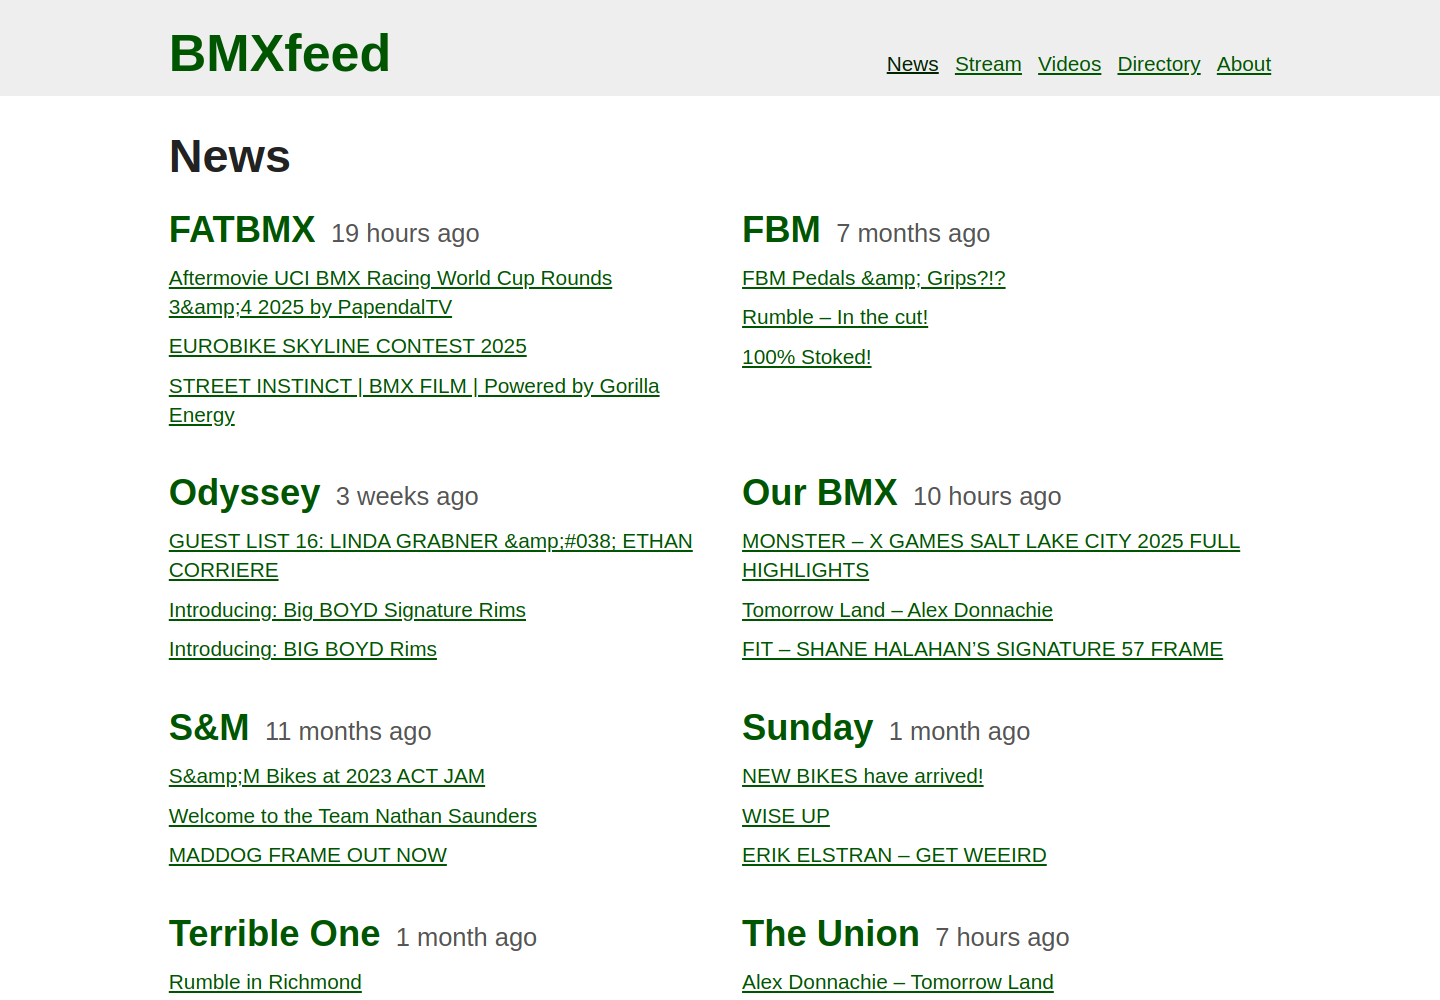 BMXfeed
News Stream Videos Directory About
News
FATBMX 19 hours ago
Aftermovie UCI BMX Racing World Cup Rounds
3&amp;4 2025 by PapendalTV
EUROBIKE SKYLINE CONTEST 2025
STREET INSTINCT | BMX FILM | Powered by Gorilla
Energy
FBM 7 months ago
FBM Pedals &amp; Grips?!?
Rumble – In the cut!
100% Stoked!
Odyssey 3 weeks ago
GUEST LIST 16: LINDA GRABNER &amp;#038; ETHAN
CORRIERE
Introducing: Big BOYD Signature Rims
Introducing: BIG BOYD Rims
Our BMX 10 hours ago
MONSTER – X GAMES SALT LAKE CITY 2025 FULL
HIGHLIGHTS
Tomorrow Land – Alex Donnachie
FIT – SHANE HALAHAN’S SIGNATURE 57 FRAME
S&M 11 months ago
S&amp;M Bikes at 2023 ACT JAM
Welcome to the Team Nathan Saunders
MADDOG FRAME OUT NOW
Sunday 1 month ago
NEW BIKES have arrived!
WISE UP
ERIK ELSTRAN – GET WEEIRD
Terrible One 1 month ago
Rumble in Richmond
The Union 7 hours ago
Alex Donnachie – Tomorrow Land